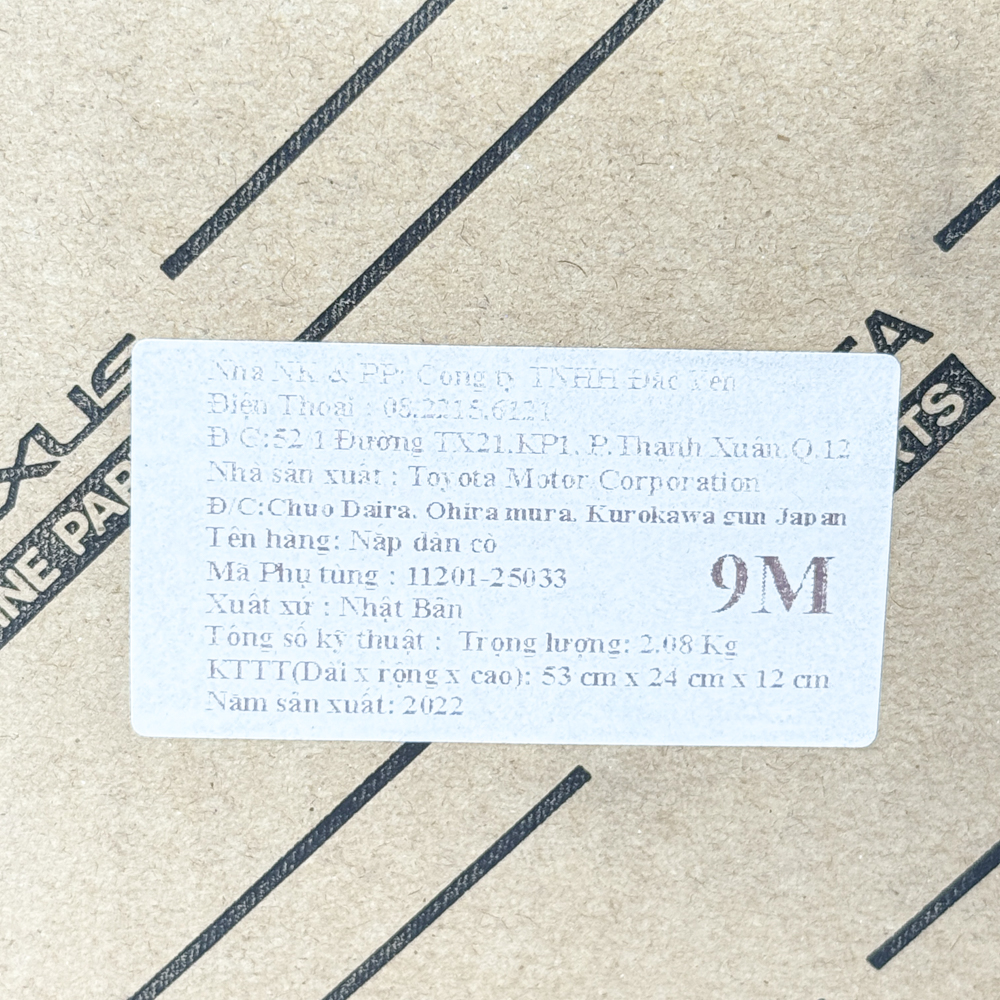 Nhà NK & PP: Công ty TNHH Đắc Yến
Điện Thoại : 08.2218.6121
Đ/C:52/1 Đường TX21.KP1. P.Thạnh Xuân.Q.12
Nhà sản xuất : Toyota Motor Corporation
Đ/C:Chuo Daira. Ohira mura. Kurokawa gun Japan
Tên hàng: Nắp dàn cò
Mã Phụ tùng : 11201-25033
9M
Xuất xứ : Nhật Bản
Tông số kỹ thuật : Trọng lượng: 2.08 Kg
KTTT(Dài x rộng x cao): 53 cm x 24 cm x 12 cm
Năm sản xuất: 2022